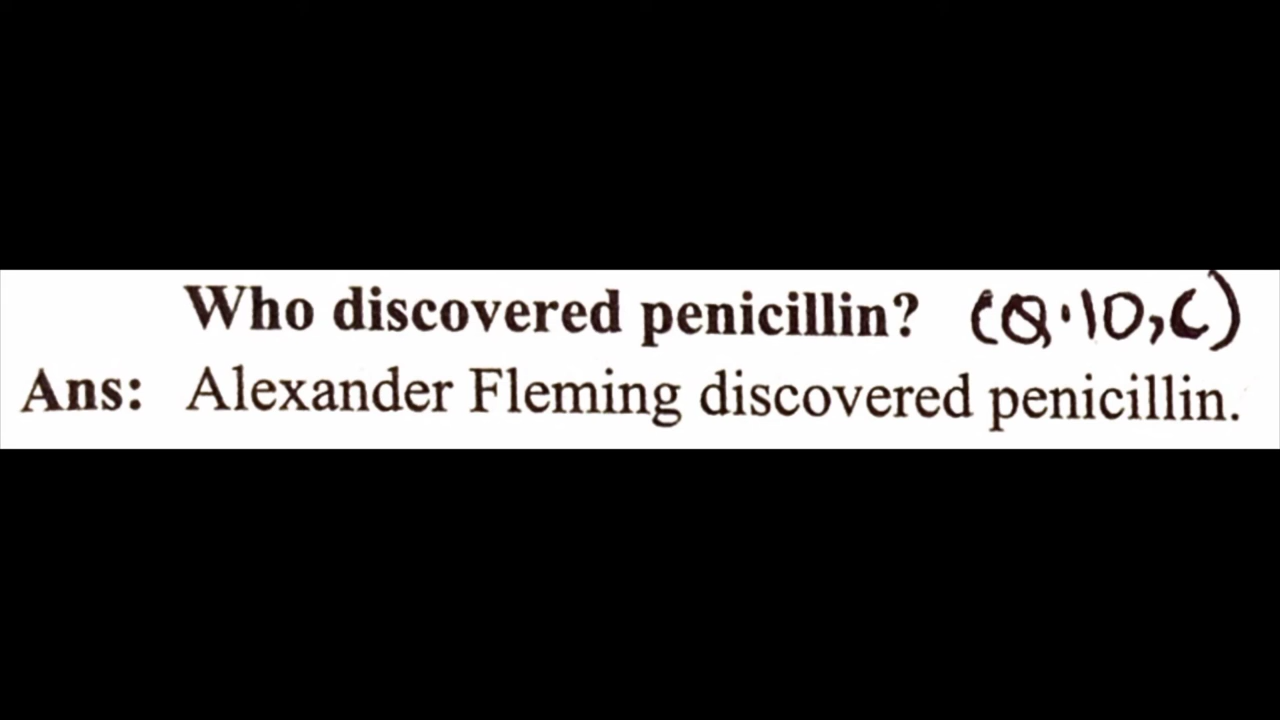 Who discovered penicillin? (Q.10,C)
Ans: Alexander Fleming discovered penicillin.